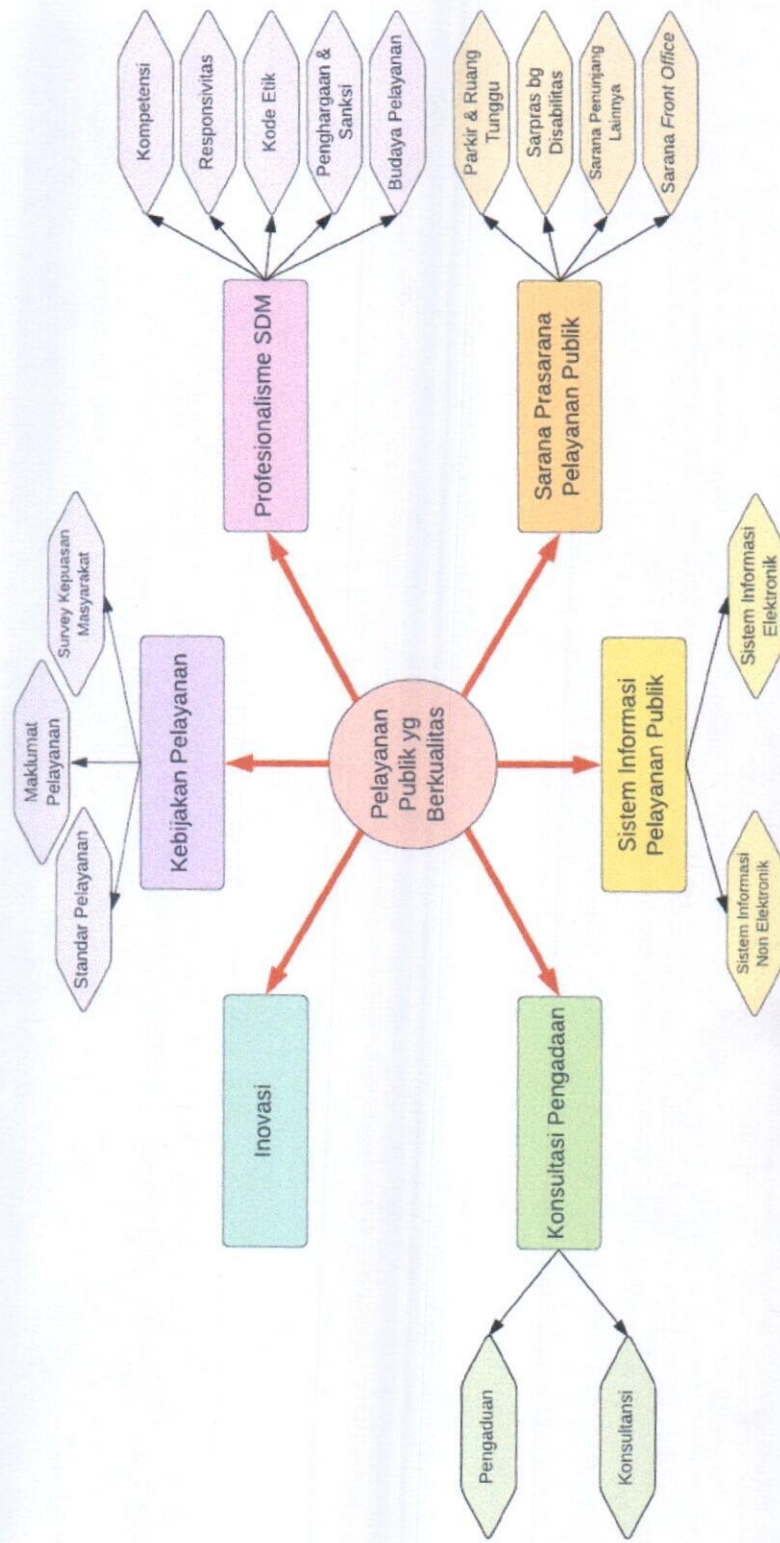 Maklumat
Pelayanan
Standar Pelayanan
Survey Kepuasan
Masyarakat
Kebijakan Pelayanan
Inovasi
Profesionalisme SDM
Kompetensi
Responsivitas
Kode Etik
Penghargaan &
Sanksi
Budaya Pelayanan
Pelayanan
Publik yg
Berkualitas
Pengaduan
Konsultansi
Konsultasi Pengadaan
Sistem Informasi
Pelayanan Publik
Sistem Informasi
Non Elektronik
Sistem Informasi
Elektronik
Sarana Prasarana
Pelayanan Publik
Parkir & Ruang
Tunggu
Sarpras bg
Disabilitas
Sarana Penunjang
Lainnya
Sarana Front Office